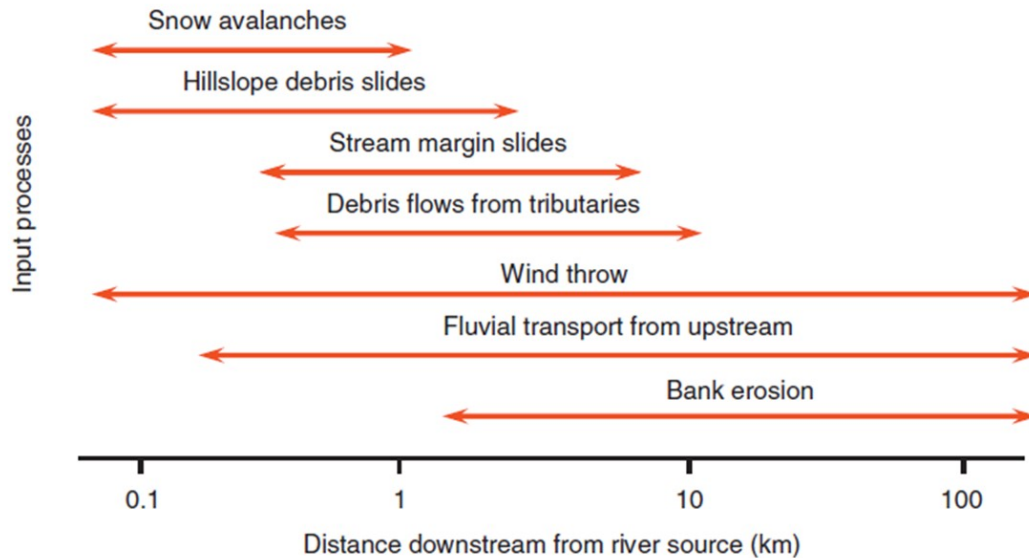 Snow avalanches
Hillslope debris slides
Stream margin slides
Debris flows from tributaries
Wind throw
Fluvial transport from upstream
Bank erosion
Input processes
0.1 1 10 100
Distance downstream from river source (km)